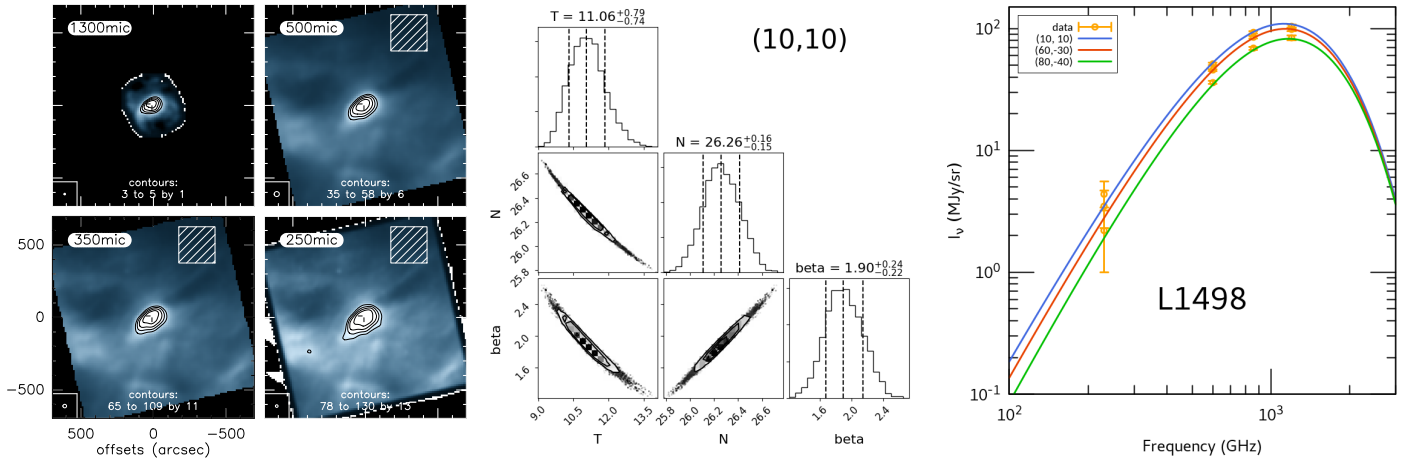 1300mic
contours:
3 to 5 by 1
500mic
contours:
35 to 58 by 6
350mic
contours:
65 to 109 by 11
250mic
contours:
78 to 130 by 13
500
0
−500
500
0
−500
offsets (arcsec)
T = 11.06+0.79−0.74
(10,10)
N = 26.26+0.16−0.15
N
26.6
26.4
26.2
26.0
25.8
beta = 1.90+0.24−0.22
beta
2.4
2.0
1.6
9.0
10.5
12.0
13.5
T
25.8
26.0
26.2
26.4
26.6
N
1.6
2.0
2.4
beta
data
(10, 10)
(60,-30)
(80,-40)
Iν (MJy/sr)
10²
10¹
10⁰
10⁻¹
L1498
10²
10³
Frequency (GHz)